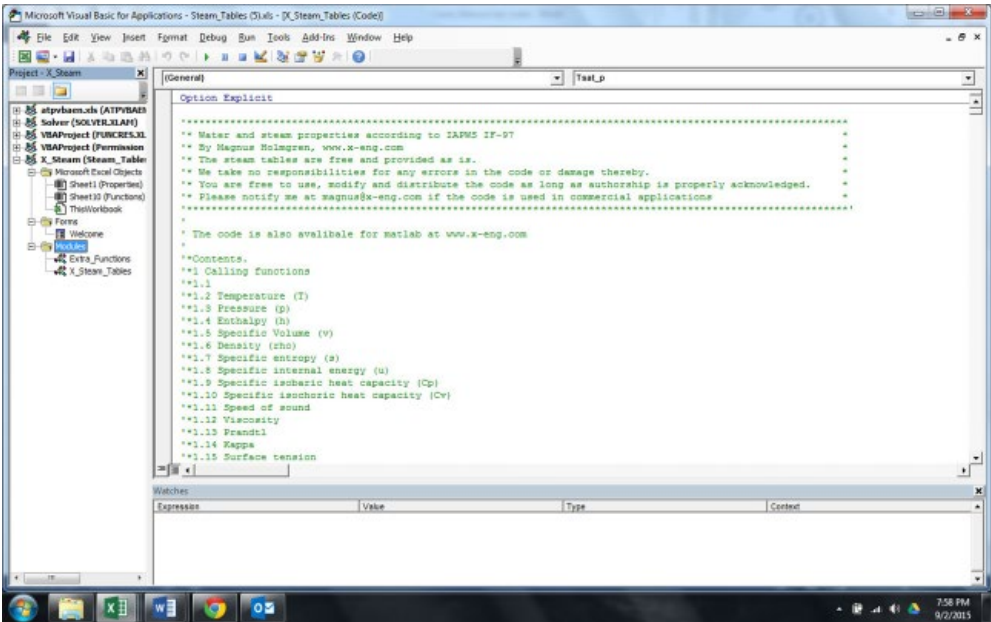 Microsoft Visual Basic for Applications - Steam_Tables (5).xls - [X_Steam_Tables (Code)]
File Edit View Insert Format Debug Run Tools Add-Ins Window Help
Project - X_Steam
atpvbaen.xls (ATPVBAEN
Solver (SOLVER.XLAM)
VBAProject (FUNCRES.XL
VBAProject (Permission
X_Steam (Steam_Table
Microsoft Excel Objects
Sheet1 (Properties)
Sheet10 (Functions)
ThisWorkbook
Forms
Welcome
Modules
Extra_Functions
X_Steam_Tables
(General)
Tsat_p
Option Explicit
'***********************************************************************************************************
'* Water and steam properties according to IAPWS IF-97 *
'* By Magnus Holmgren, www.x-eng.com *
'* The steam tables are free and provided as is. *
'* We take no responsibilities for any errors in the code or damage thereby. *
'* You are free to use, modify and distribute the code as long as authorship is properly acknowledged. *
'* Please notify me at magnus@x-eng.com if the code is used in commercial applications *
'***********************************************************************************************************'
'
' The code is also avalibale for matlab at www.x-eng.com
'
'*Contents.
'*1 Calling functions
'*1.1
'*1.2 Temperature (T)
'*1.3 Pressure (p)
'*1.4 Enthalpy (h)
'*1.5 Specific Volume (v)
'*1.6 Density (rho)
'*1.7 Specific entropy (s)
'*1.8 Specific internal energy (u)
'*1.9 Specific isobaric heat capacity (Cp)
'*1.10 Specific isochoric heat capacity (Cv)
'*1.11 Speed of sound
'*1.12 Viscosity
'*1.13 Prandtl
'*1.14 Kappa
'*1.15 Surface tension
Watches
Expression Value Type Context
7:58 PM
9/2/2015